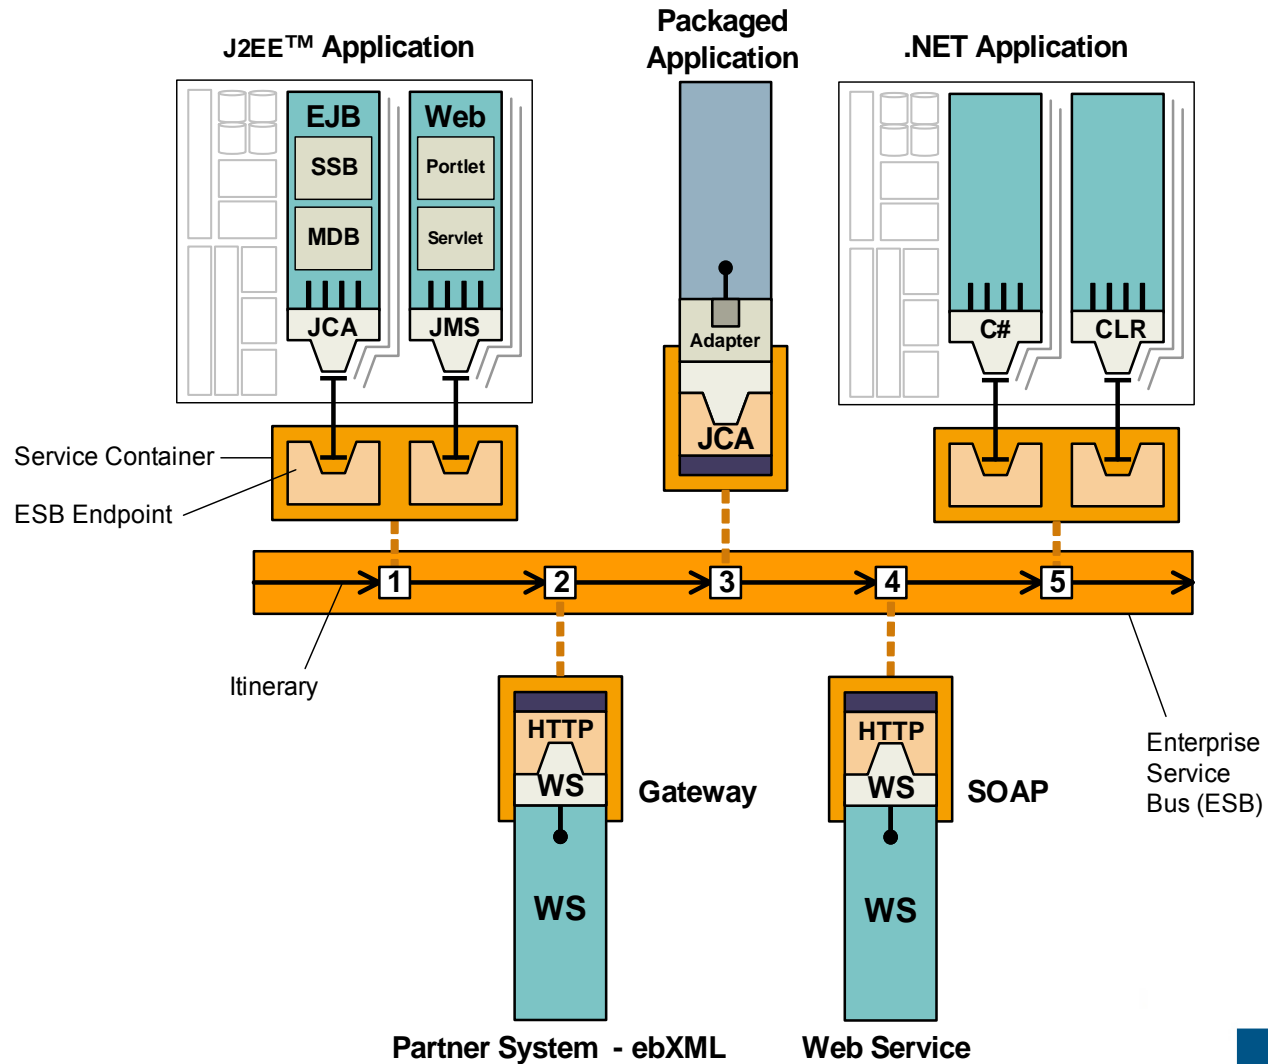 J2EE™ Application
Packaged
Application
.NET Application
EJB
Web
SSB
Portlet
MDB
Servlet
JCA
JMS
Adapter
JCA
C#
CLR
Service Container
ESB Endpoint
1
2
3
4
5
Itinerary
Enterprise
Service
Bus (ESB)
HTTP
WS
Gateway
WS
HTTP
WS
SOAP
WS
Partner System - ebXML
Web Service